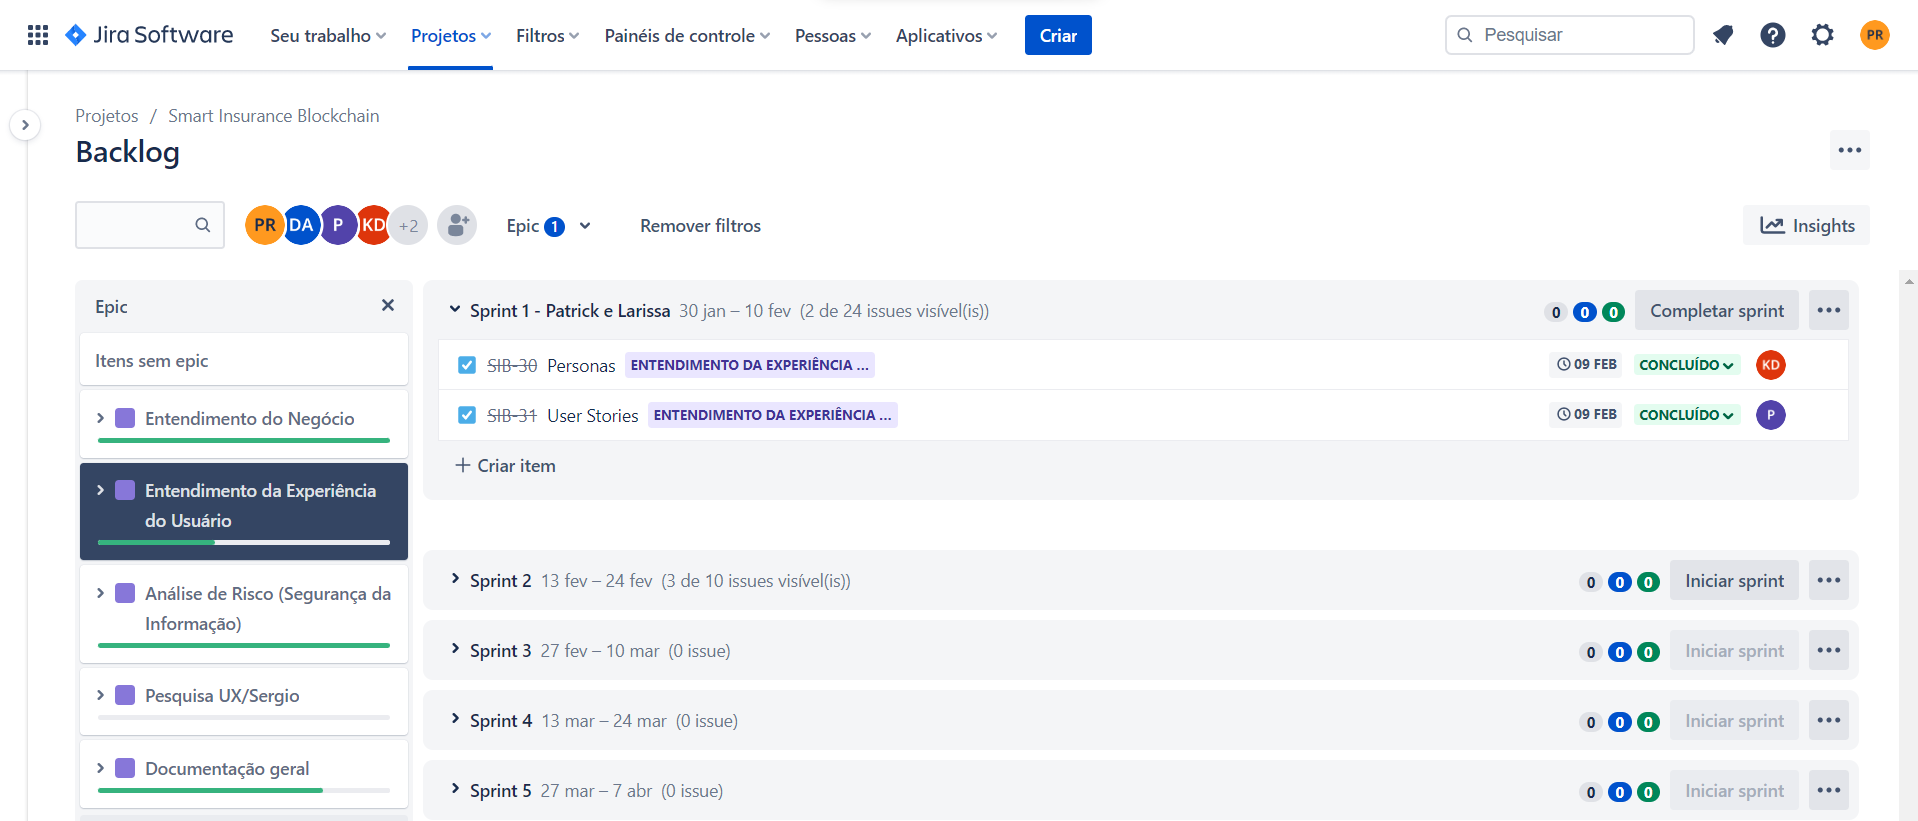 Jira Software Seu trabalho Projetos Filtros Painéis de controle Pessoas Aplicativos Criar Pesquisar PR
Projetos / Smart Insurance Blockchain
Backlog
PR DA P KD +2 Epic 1 Remover filtros Insights
Epic
Itens sem epic
Entendimento do Negócio
Entendimento da Experiência
do Usuário
Análise de Risco (Segurança da
Informação)
Pesquisa UX/Sergio
Documentação geral
Sprint 1 - Patrick e Larissa 30 jan – 10 fev (2 de 24 issues visível(is)) 0 0 0 Completar sprint
SIB-30 Personas ENTENDIMENTO DA EXPERIÊNCIA ... 09 FEB CONCLUÍDO KD
SIB-31 User Stories ENTENDIMENTO DA EXPERIÊNCIA ... 09 FEB CONCLUÍDO P
Criar item
Sprint 2 13 fev – 24 fev (3 de 10 issues visível(is)) 0 0 0 Iniciar sprint
Sprint 3 27 fev – 10 mar (0 issue) 0 0 0 Iniciar sprint
Sprint 4 13 mar – 24 mar (0 issue) 0 0 0 Iniciar sprint
Sprint 5 27 mar – 7 abr (0 issue) 0 0 0 Iniciar sprint